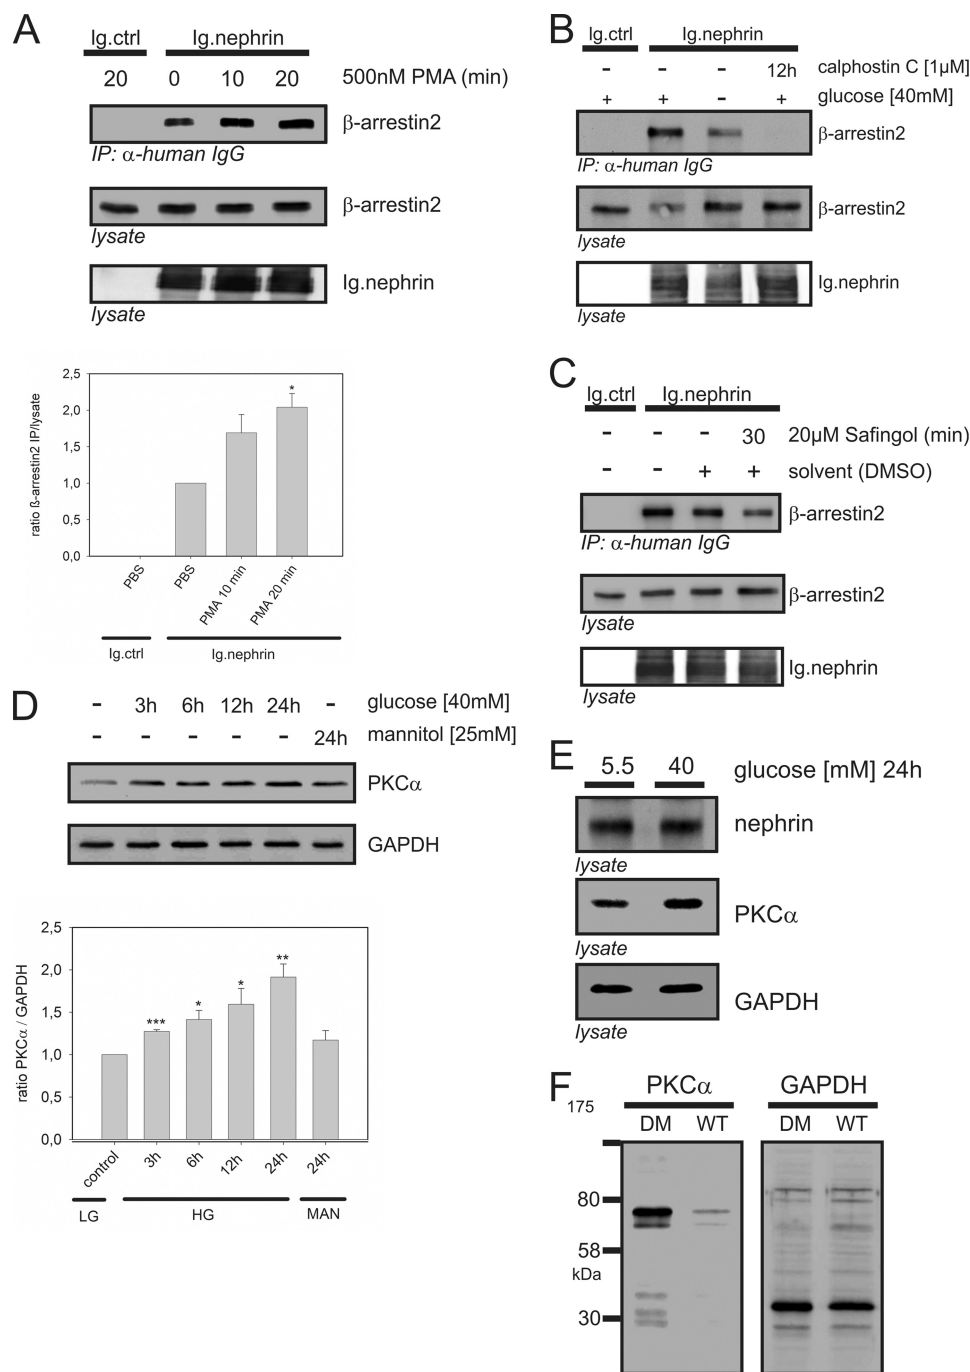 A
Ig.ctrl Ig.nephrin
20 0 10 20 500nM PMA (min)
β-arrestin2
IP: α-human IgG
β-arrestin2
lysate
Ig.nephrin
lysate
2,5
2,0
1,5
1,0
0,5
0,0
ratio ß-arrestin2 IP/lysate
*
PBS PBS PMA 10 min PMA 20 min
Ig.ctrl Ig.nephrin
B
Ig.ctrl Ig.nephrin
- - - 12h calphostin C [1µM]
+ + - + glucose [40mM]
β-arrestin2
IP: α-human IgG
β-arrestin2
lysate
Ig.nephrin
lysate
C
Ig.ctrl Ig.nephrin
- - - 30 20µM Safingol (min)
- - + + solvent (DMSO)
β-arrestin2
IP: α-human IgG
β-arrestin2
lysate
Ig.nephrin
lysate
D
- 3h 6h 12h 24h - glucose [40mM]
- - - - - 24h mannitol [25mM]
PKCα
GAPDH
2,5
2,0
1,5
1,0
0,5
0,0
ratio PKCα / GAPDH
*** * * **
control 3h 6h 12h 24h 24h
LG HG MAN
E
5.5 40 glucose [mM] 24h
nephrin
lysate
PKCα
lysate
GAPDH
lysate
F
PKCα GAPDH
175
DM WT DM WT
80
58
kDa
30